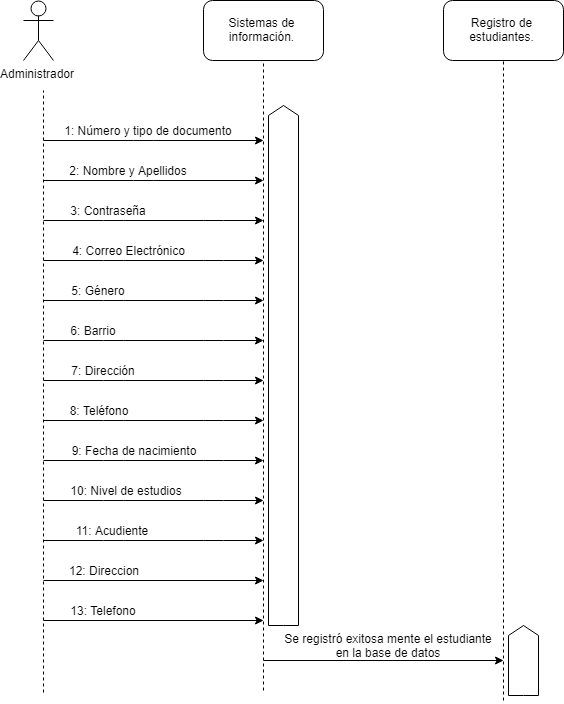 Sistemas de
información.
Registro de
estudiantes.
Administrador
1: Número y tipo de documento
2: Nombre y Apellidos
3: Contraseña
4: Correo Electrónico
5: Género
6: Barrio
7: Dirección
8: Teléfono
9: Fecha de nacimiento
10: Nivel de estudios
11: Acudiente
12: Direccion
13: Telefono
Se registró exitosa mente el estudiante
en la base de datos